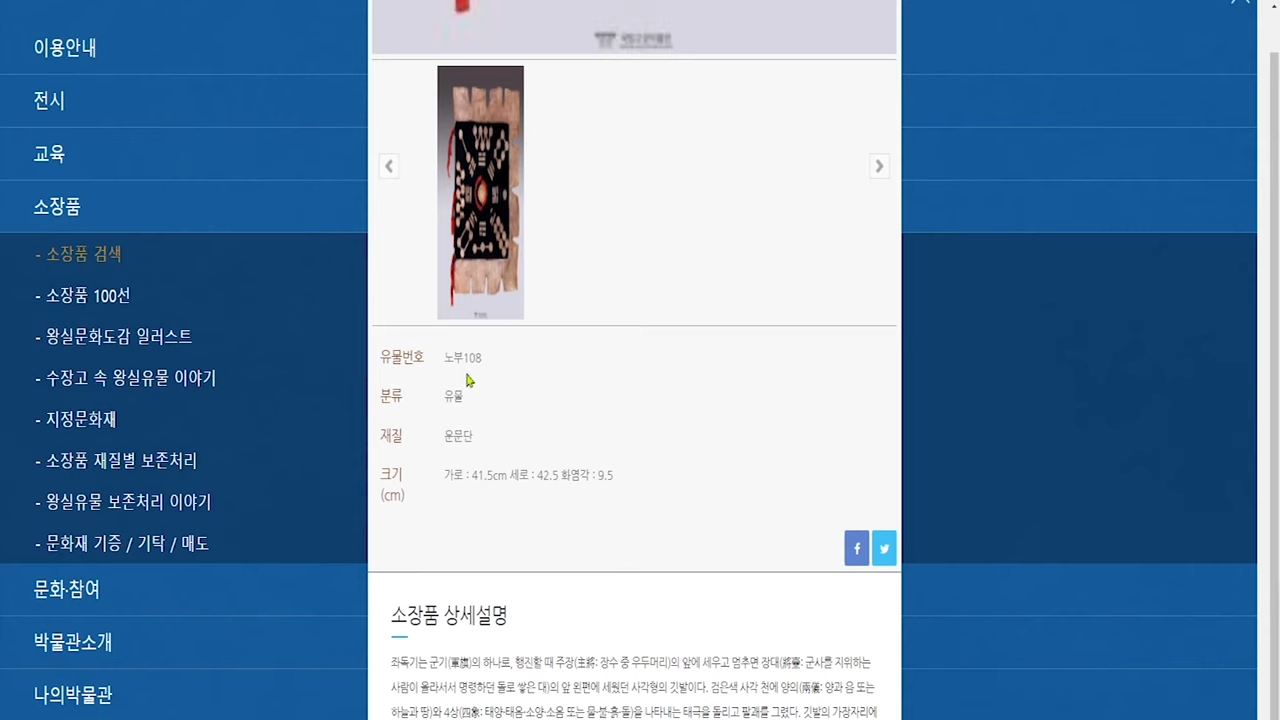 이용안내
전시
교육
소장품
- 소장품 검색
- 소장품 100선
- 왕실문화도감 일러스트
- 수장고 속 왕실유물 이야기
- 지정문화재
- 소장품 재질별 보존처리
- 왕실유물 보존처리 이야기
- 문화재 기증 / 기탁 / 매도
문화·참여
박물관소개
나의박물관
유물번호 노부108
분류 유물
재질 운문단
크기 가로 : 41.5cm 세로 : 42.5 화염각 : 9.5
(cm)
소장품 상세설명
좌독기는 군기(軍旗)의 하나로, 행진할 때 주장(主將: 장수 중 우두머리)의 앞에 세우고 멈추면 장대(將臺: 군사를 지위하는
사람이 올라서서 명령하던 돌로 쌓은 대)의 앞 왼편에 세웠던 사각형의 깃발이다. 검은색 사각 천에 양의(兩儀: 양과 음 또는
하늘과 땅)와 4상(四象: 태양·태음·소양·소음 또는 물·불·흙·돌)을 나타내는 태극을 돌리고 팔괘를 그렸다. 깃발의 가장자리에